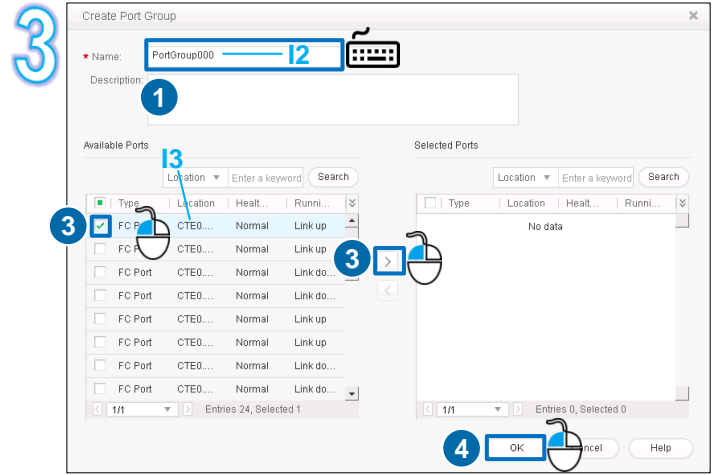 3
Create Port Group
* Name: PortGroup000 I2
Description:
1
Available Ports
Selected Ports
I3
Location Enter a keyword Search
Location Enter a keyword Search
Type Location Healt... Runni...
Type Location Healt... Runni...
3 FC P CTE0.... Normal Link up
No data
FC P CTE0.... Normal Link up
3
FC Port CTE0.... Normal Link do...
FC Port CTE0.... Normal Link do...
FC Port CTE0.... Normal Link up
FC Port CTE0.... Normal Link up
FC Port CTE0.... Normal Link do...
FC Port CTE0.... Normal Link do...
1/1 Entries 24, Selected 1
1/1 Entries 0, Selected 0
4 OK ncel Help